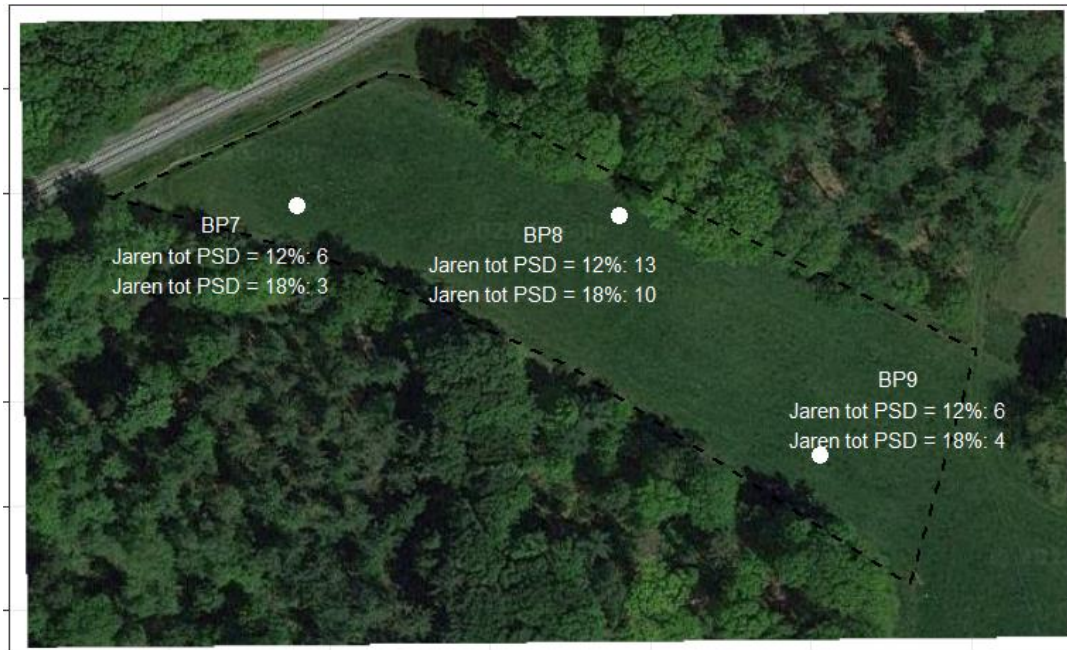 BP7
Jaren tot PSD = 12%: 6
Jaren tot PSD = 18%: 3
BP8
Jaren tot PSD = 12%: 13
Jaren tot PSD = 18%: 10
BP9
Jaren tot PSD = 12%: 6
Jaren tot PSD = 18%: 4